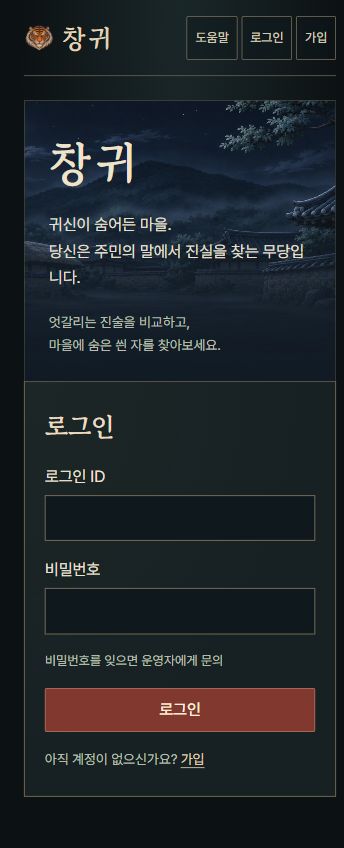 창귀
도움말
로그인
가입
창귀
귀신이 숨어든 마을.
당신은 주민의 말에서 진실을 찾는 무당입
니다.
엇갈리는 진술을 비교하고,
마을에 숨은 씐 자를 찾아보세요.
로그인
로그인 ID
비밀번호
비밀번호를 잊으면 운영자에게 문의
로그인
아직 계정이 없으신가요? 가입